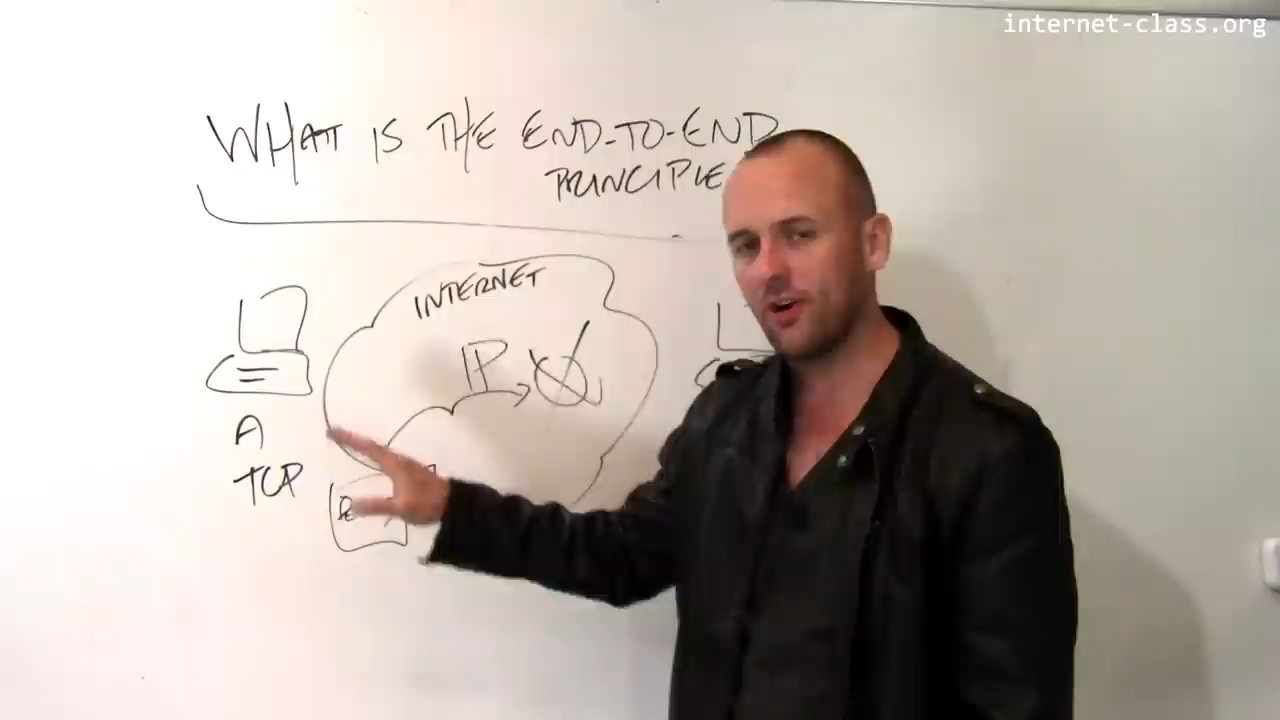 internet-class.org
WHAT IS THE END-TO-END
PRINCIPLE
INTERNET
IP
A
TCP